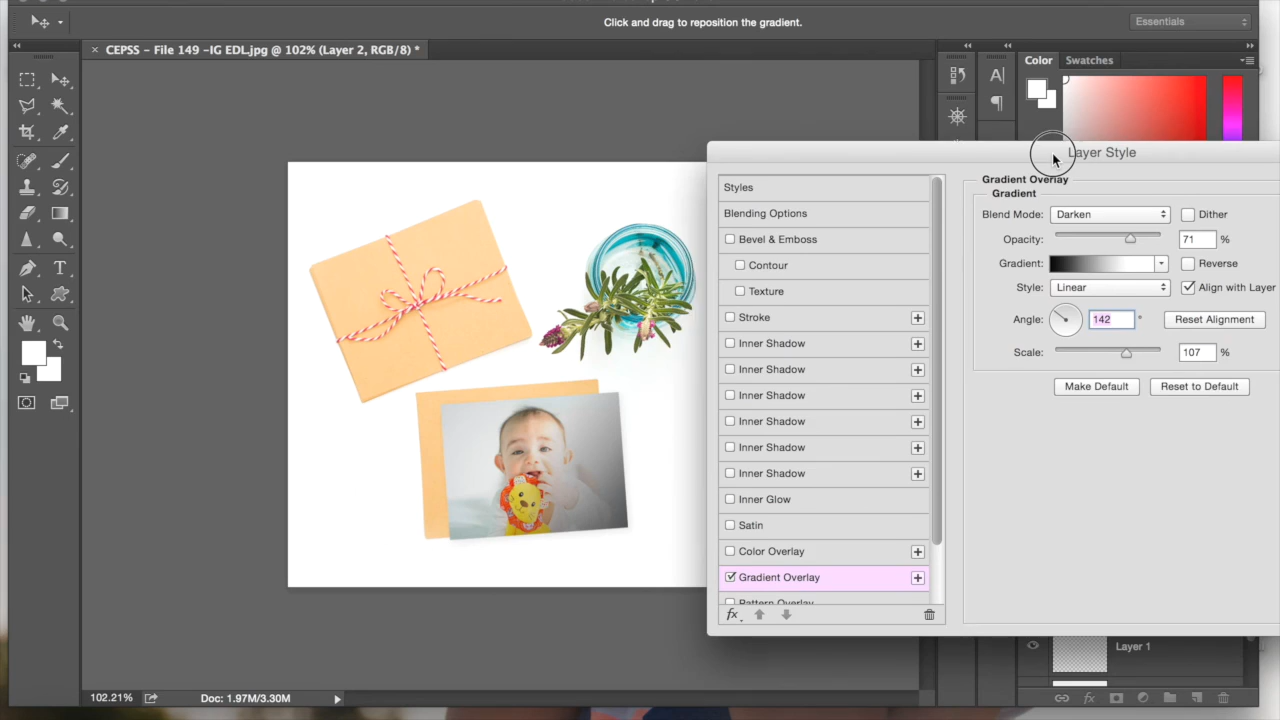 Click and drag to reposition the gradient.
Essentials
CEPSS – File 149 –IG EDL.jpg @ 102% (Layer 2, RGB/8) *
Color
Swatches
Layer Style
Styles
Blending Options
Bevel & Emboss
Contour
Texture
Stroke
Inner Shadow
Inner Shadow
Inner Shadow
Inner Shadow
Inner Shadow
Inner Shadow
Inner Glow
Satin
Color Overlay
Gradient Overlay
Pattern Overlay
fx
Gradient Overlay
Gradient
Blend Mode: Darken
Dither
Opacity: 71 %
Gradient:
Reverse
Style: Linear
Align with Layer
Angle: 142 °
Reset Alignment
Scale: 107 %
Make Default
Reset to Default
Layer 1
fx
102.21%
Doc: 1.97M/3.30M